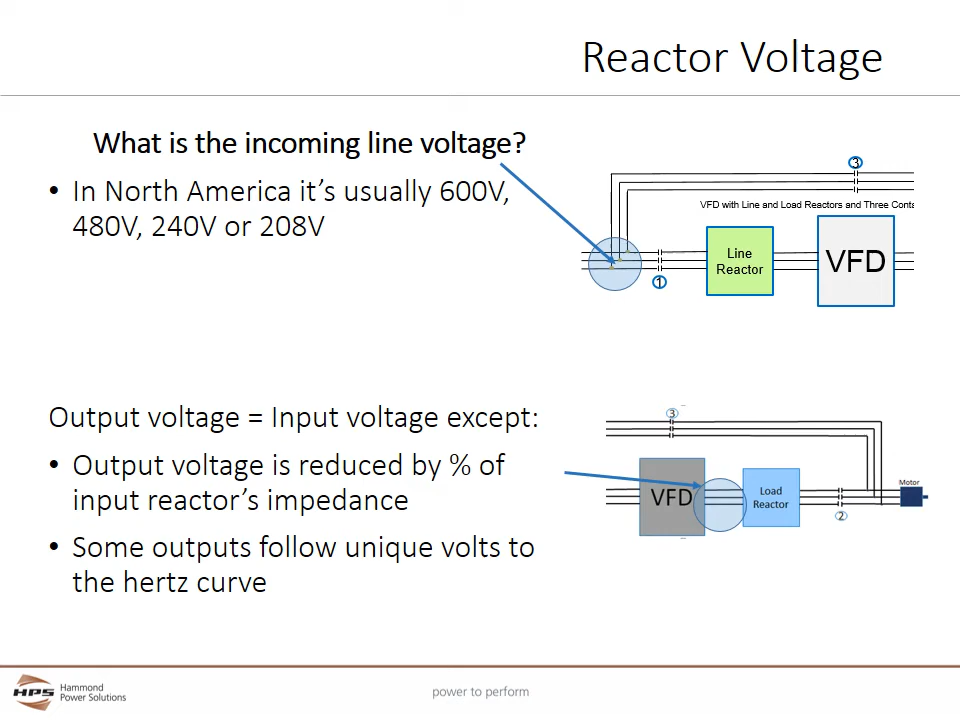 Reactor Voltage
What is the incoming line voltage?
• In North America it’s usually 600V,
480V, 240V or 208V
3
VFD with Line and Load Reactors and Three Conta
Line
Reactor
VFD
1
Output voltage = Input voltage except:
• Output voltage is reduced by % of
input reactor’s impedance
• Some outputs follow unique volts to
the hertz curve
3
VFD
Load
Reactor
Motor
2
HPS
Hammond
Power Solutions
power to perform